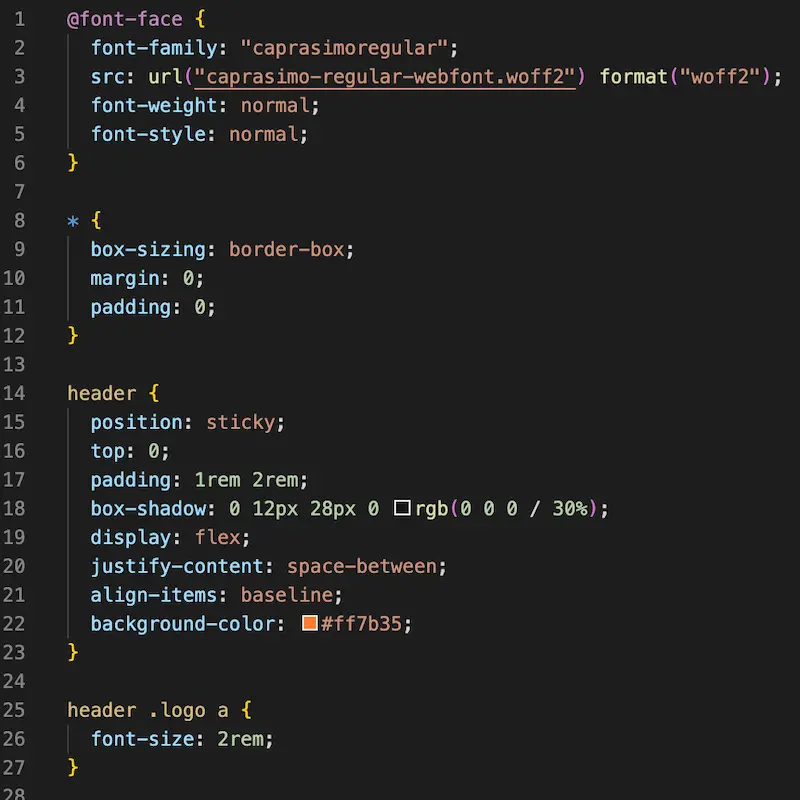 1 @font-face {
2 font-family: "caprasimoregular";
3 src: url("caprasimo-regular-webfont.woff2") format("woff2");
4 font-weight: normal;
5 font-style: normal;
6 }
7
8 * {
9 box-sizing: border-box;
10 margin: 0;
11 padding: 0;
12 }
13
14 header {
15 position: sticky;
16 top: 0;
17 padding: 1rem 2rem;
18 box-shadow: 0 12px 28px 0 rgb(0 0 0 / 30%);
19 display: flex;
20 justify-content: space-between;
21 align-items: baseline;
22 background-color: #ff7b35;
23 }
24
25 header .logo a {
26 font-size: 2rem;
27 }
28